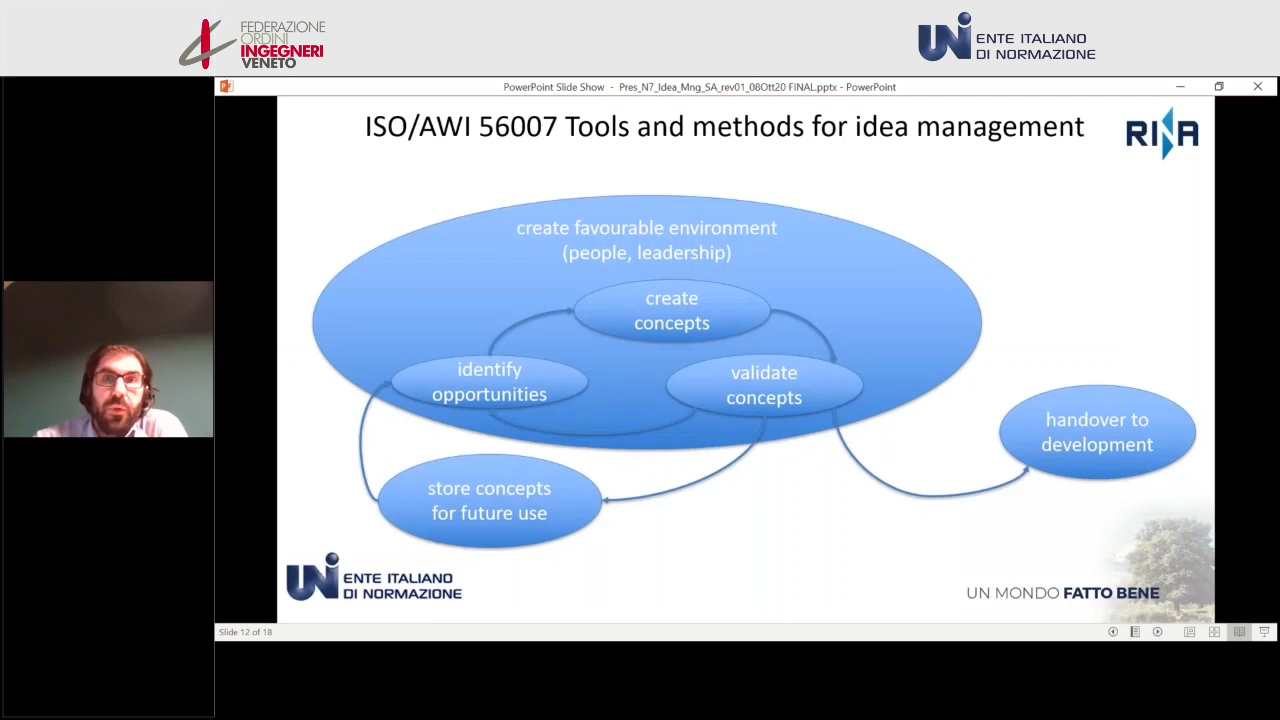 FEDERAZIONE
ORDINI
INGEGNERI
VENETO
UNI ENTE ITALIANO
DI NORMAZIONE
PowerPoint Slide Show - Pres_N7_Idea_Mng_SA_rev01_08Ott20 FINAL.pptx - PowerPoint
ISO/AWI 56007 Tools and methods for idea management
RINA
create favourable environment
(people, leadership)
create
concepts
identify
opportunities
validate
concepts
handover to
development
store concepts
for future use
UNI ENTE ITALIANO
DI NORMAZIONE
UN MONDO FATTO BENE
Slide 12 of 18